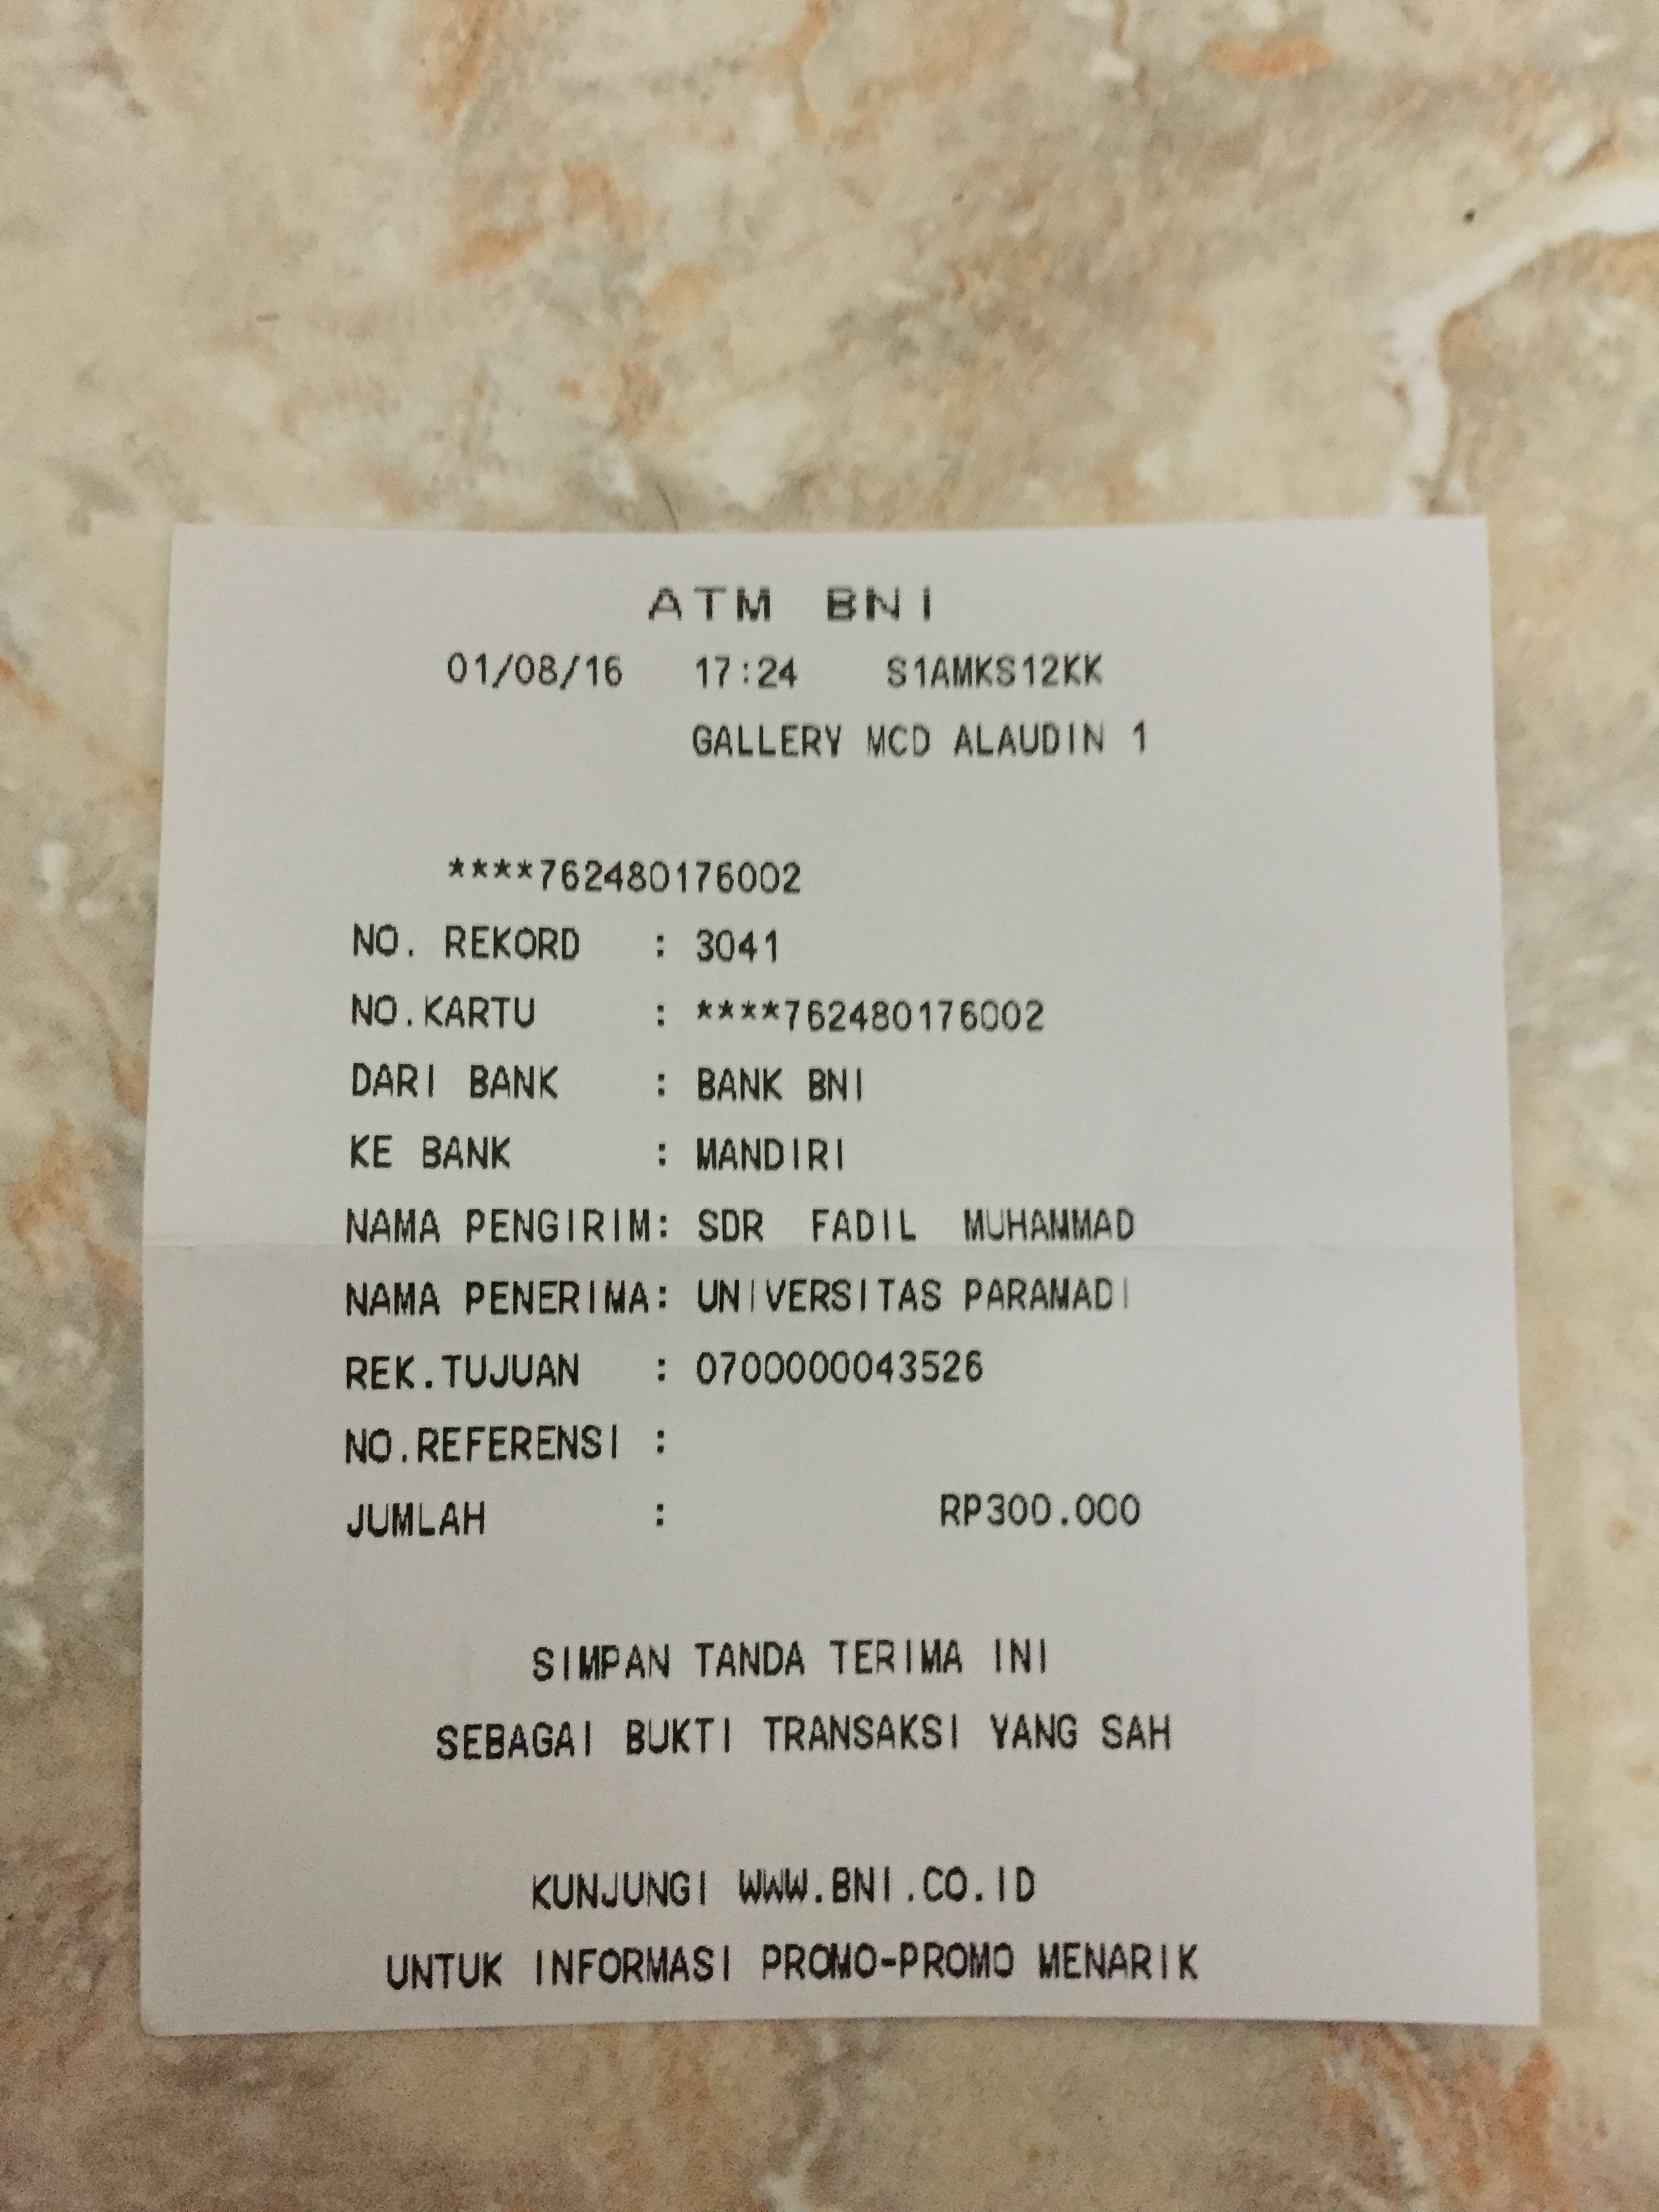 ATM BNI
01/08/16 17:24 S1AMKS12KK
GALLERY MCD ALAUDIN 1
****762480176002
NO. REKORD : 3041
NO.KARTU : ****762480176002
DARI BANK : BANK BNI
KE BANK : MANDIRI
NAMA PENGIRIM: SDR FADIL MUHAMMAD
NAMA PENERIMA: UNIVERSITAS PARAMADI
REK.TUJUAN : 0700000043526
NO.REFERENSI :
JUMLAH : RP300.000
SIMPAN TANDA TERIMA INI
SEBAGAI BUKTI TRANSAKSI YANG SAH
KUNJUNGI WWW.BNI.CO.ID
UNTUK INFORMASI PROMO-PROMO MENARIK